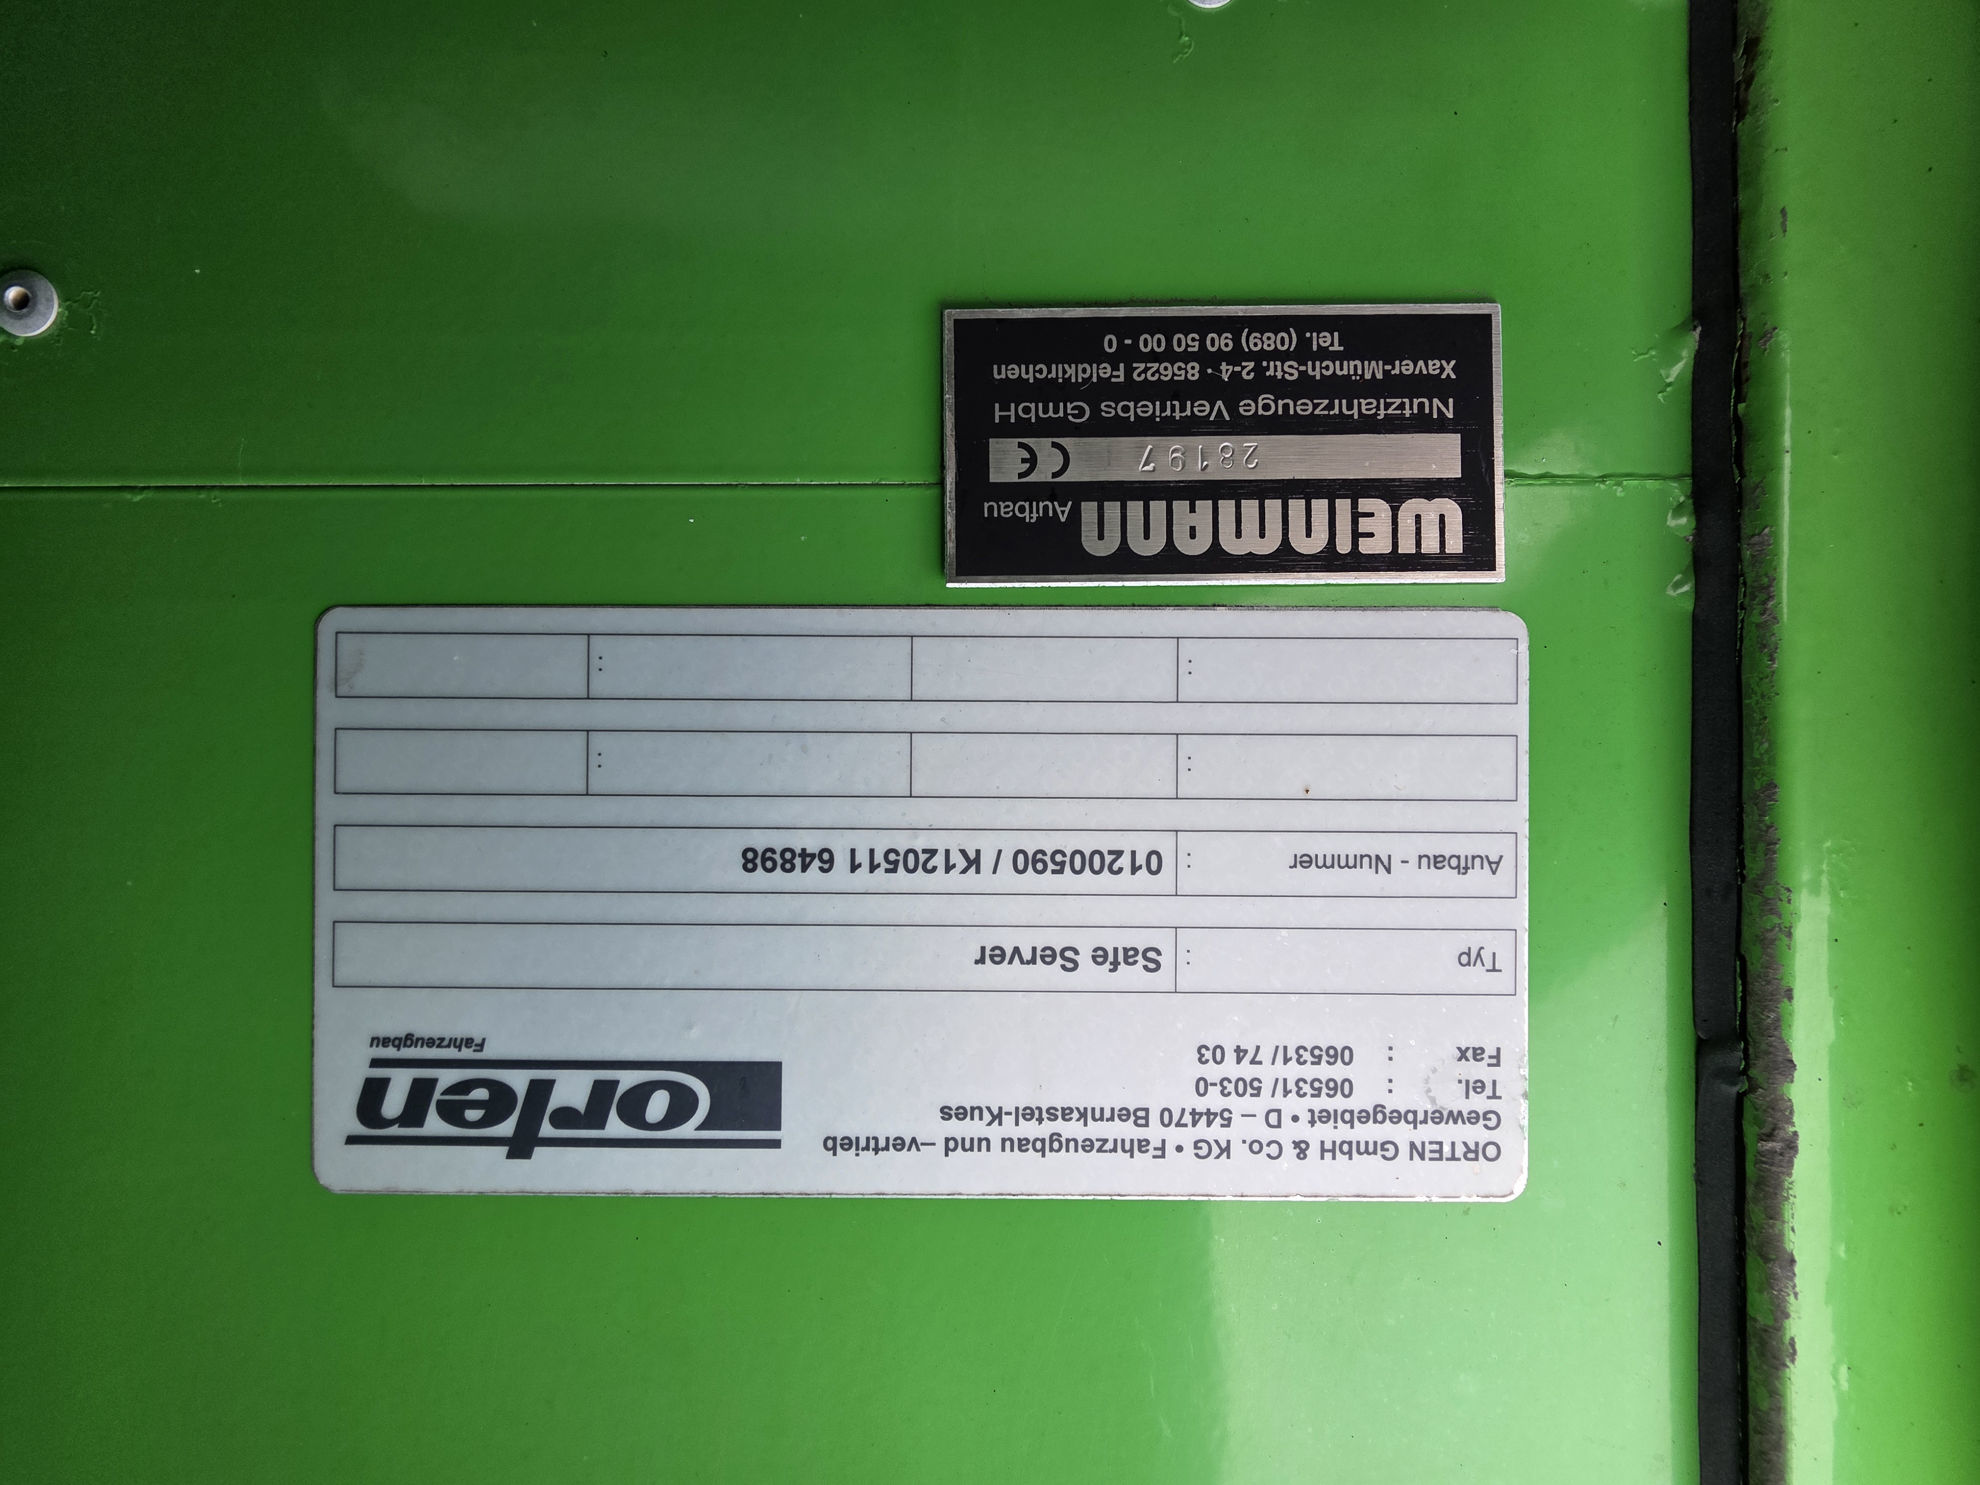 ORTEN GmbH & Co. KG • Fahrzeugbau und –vertrieb
Gewerbegebiet • D – 54470 Bernkastel-Kues
Tel. : 06531/ 503-0
Fax : 06531/ 74 03
orten
Fahrzeugbau
Typ : Safe Server
Aufbau - Nummer : 01200590 / K120511 64898
: :
: :
WEINMANN Aufbau
28197 CE
Nutzfahrzeuge Vertriebs GmbH
Xaver-Münch-Str. 2-4 · 85622 Feldkirchen
Tel. (089) 90 50 00 - 0